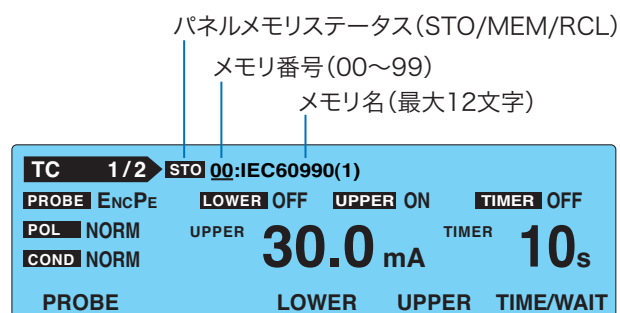 パネルメモリステータス（STO/MEM/RCL）
メモリ番号（00～99）
メモリ名（最大12文字）
TC 1/2 STO 00:IEC60990(1)
PROBE ENCPE LOWER OFF UPPER ON TIMER OFF
POL NORM UPPER 30.0 mA TIMER 10s
COND NORM
PROBE LOWER UPPER TIME/WAIT